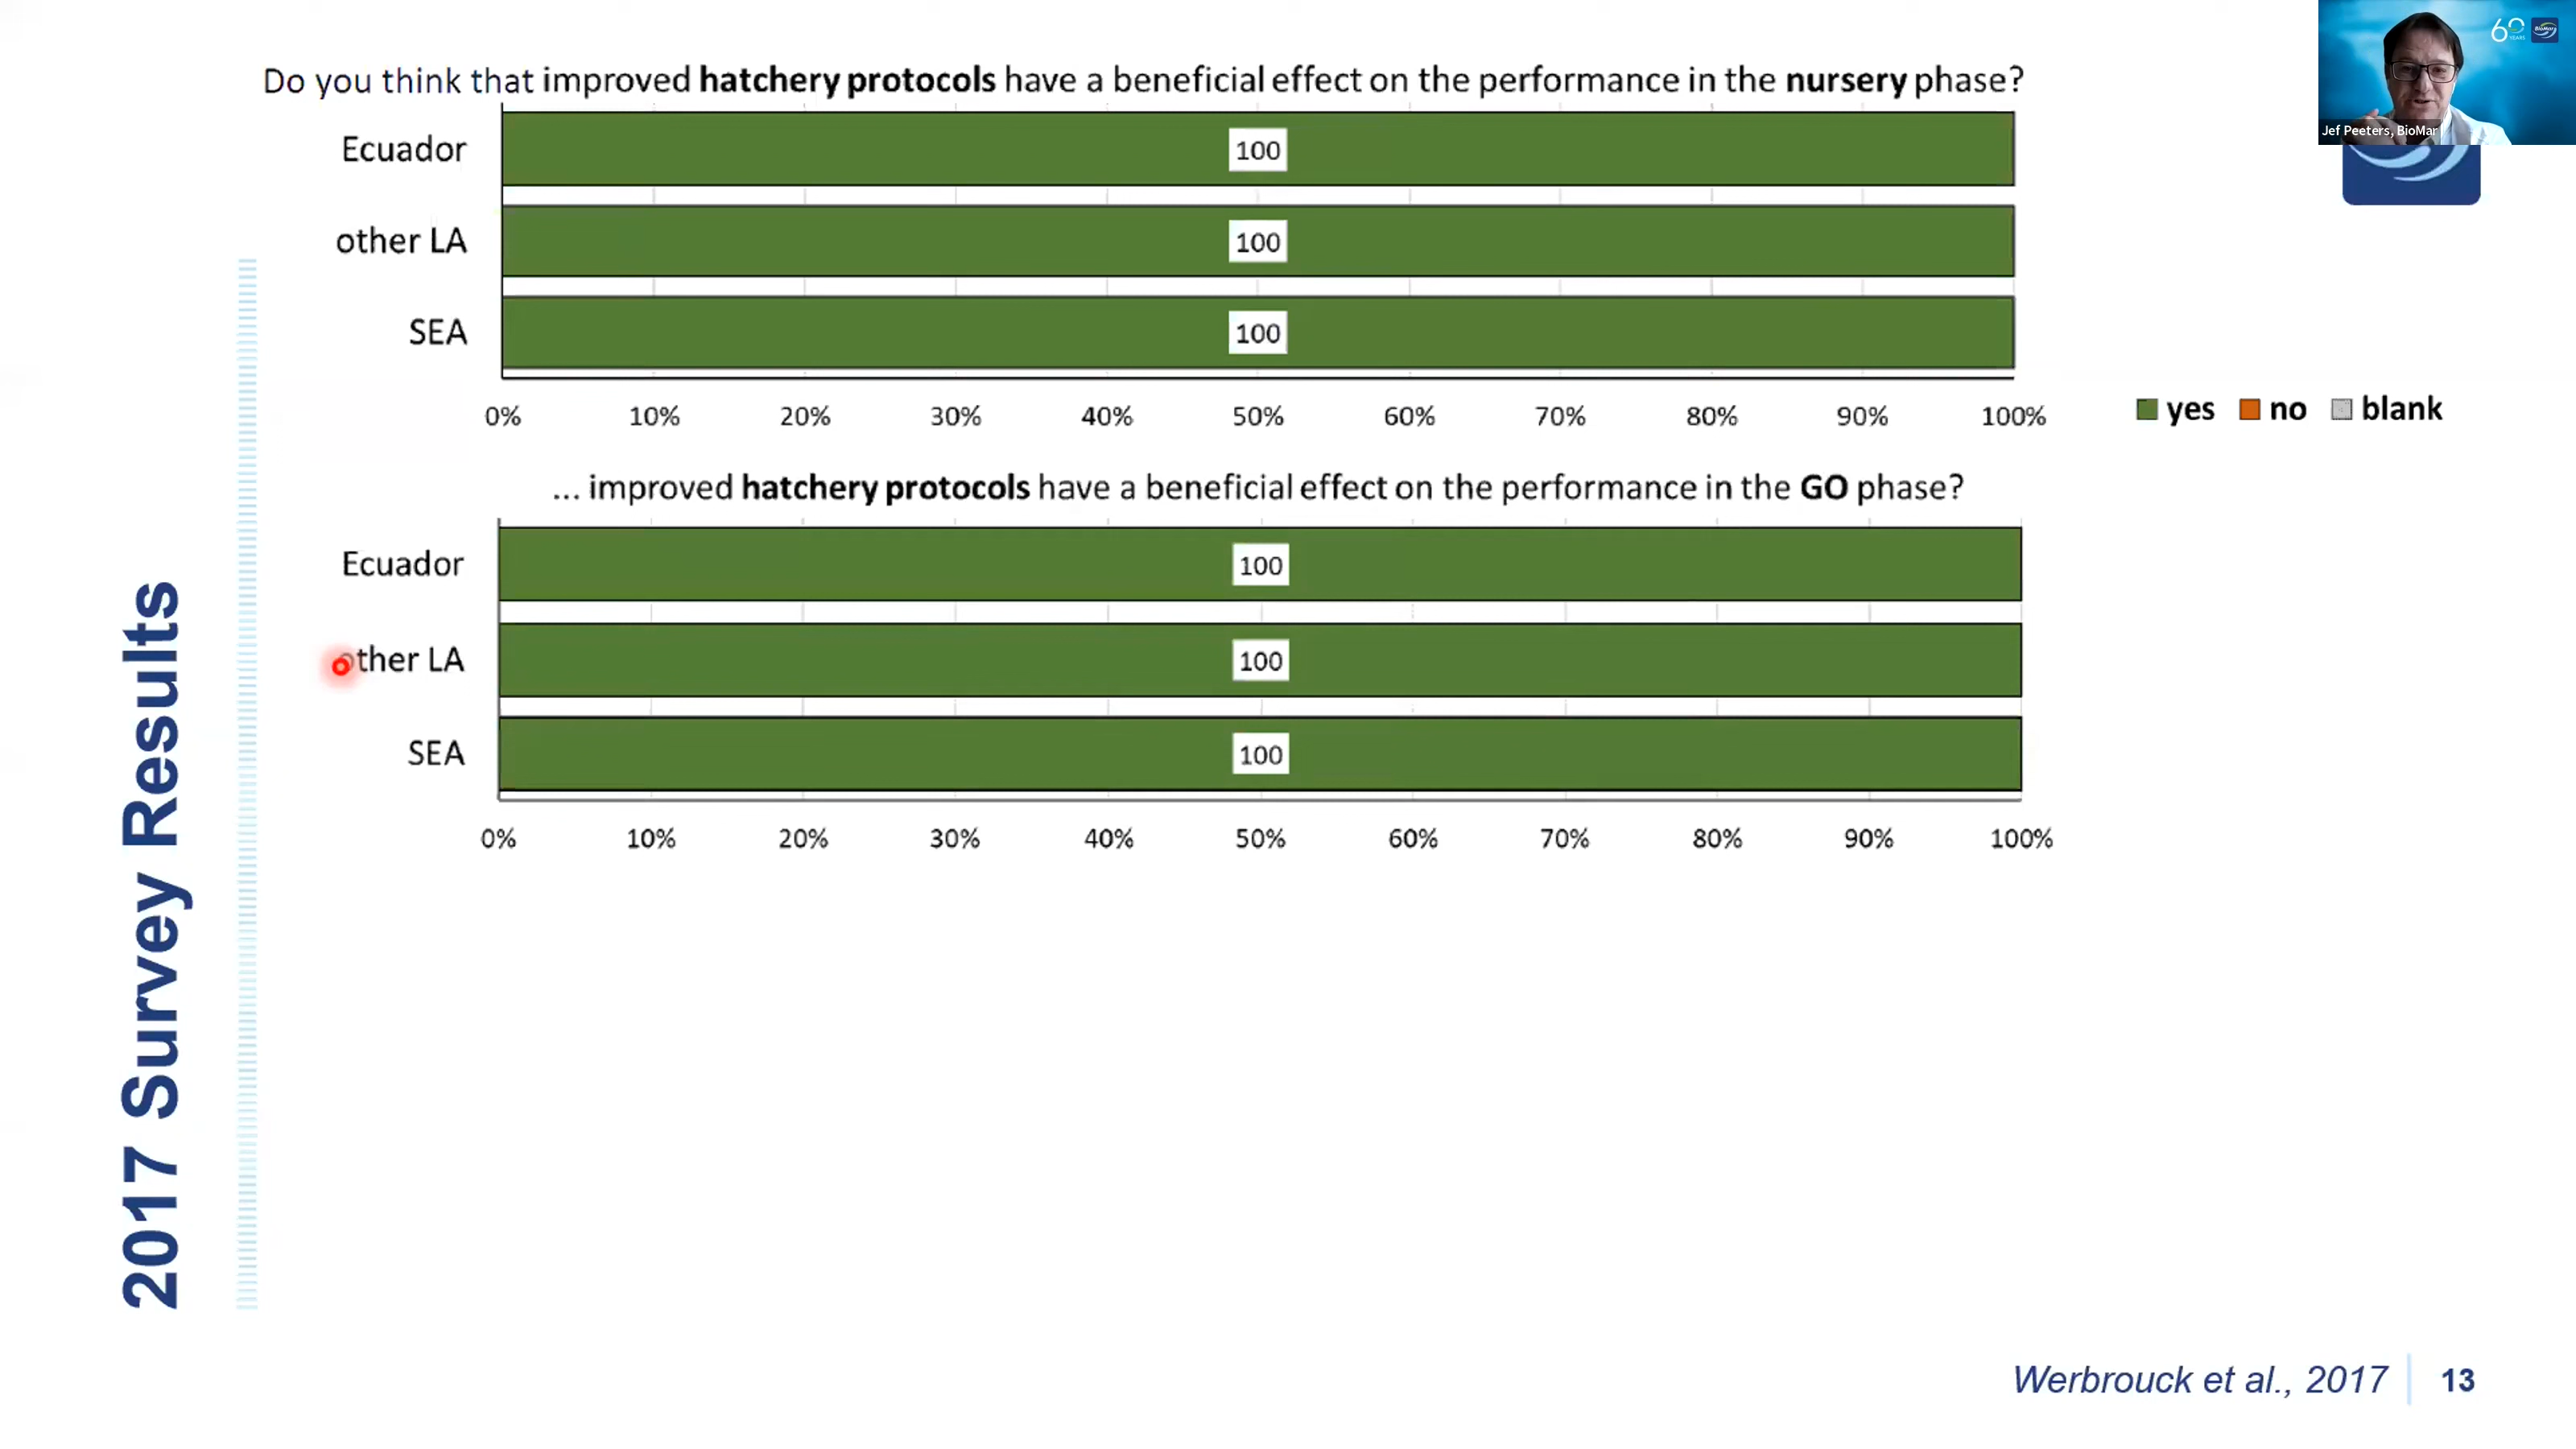 Do you think that improved hatchery protocols have a beneficial effect on the performance in the nursery phase?
Ecuador 100
other LA 100
SEA 100
0% 10% 20% 30% 40% 50% 60% 70% 80% 90% 100%
yes no blank
... improved hatchery protocols have a beneficial effect on the performance in the GO phase?
Ecuador 100
other LA 100
SEA 100
0% 10% 20% 30% 40% 50% 60% 70% 80% 90% 100%
2017 Survey Results
Werbrouck et al., 2017
13
60 YEARS
BioMar
Jef Peeters, BioMar